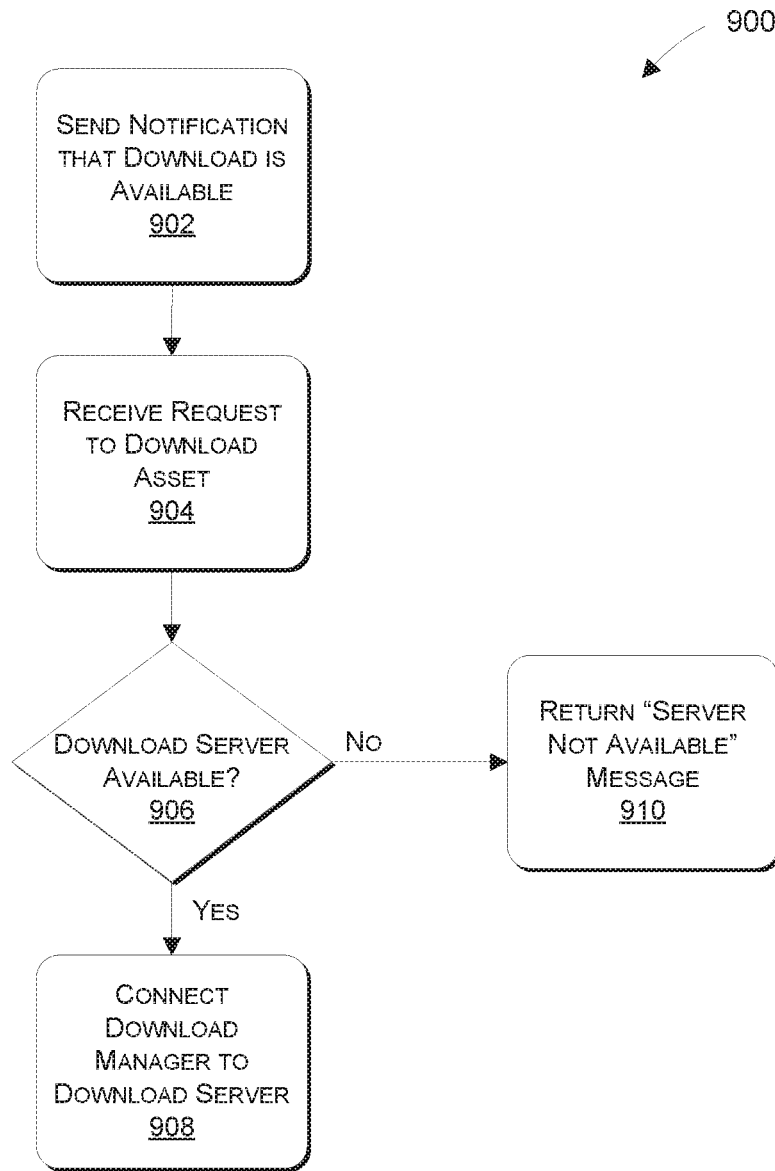 900
SEND NOTIFICATION
THAT DOWNLOAD IS
AVAILABLE
902
RECEIVE REQUEST
TO DOWNLOAD
ASSET
904
DOWNLOAD SERVER
AVAILABLE?
906
NO
RETURN “SERVER
NOT AVAILABLE”
MESSAGE
910
YES
CONNECT
DOWNLOAD
MANAGER TO
DOWNLOAD SERVER
908